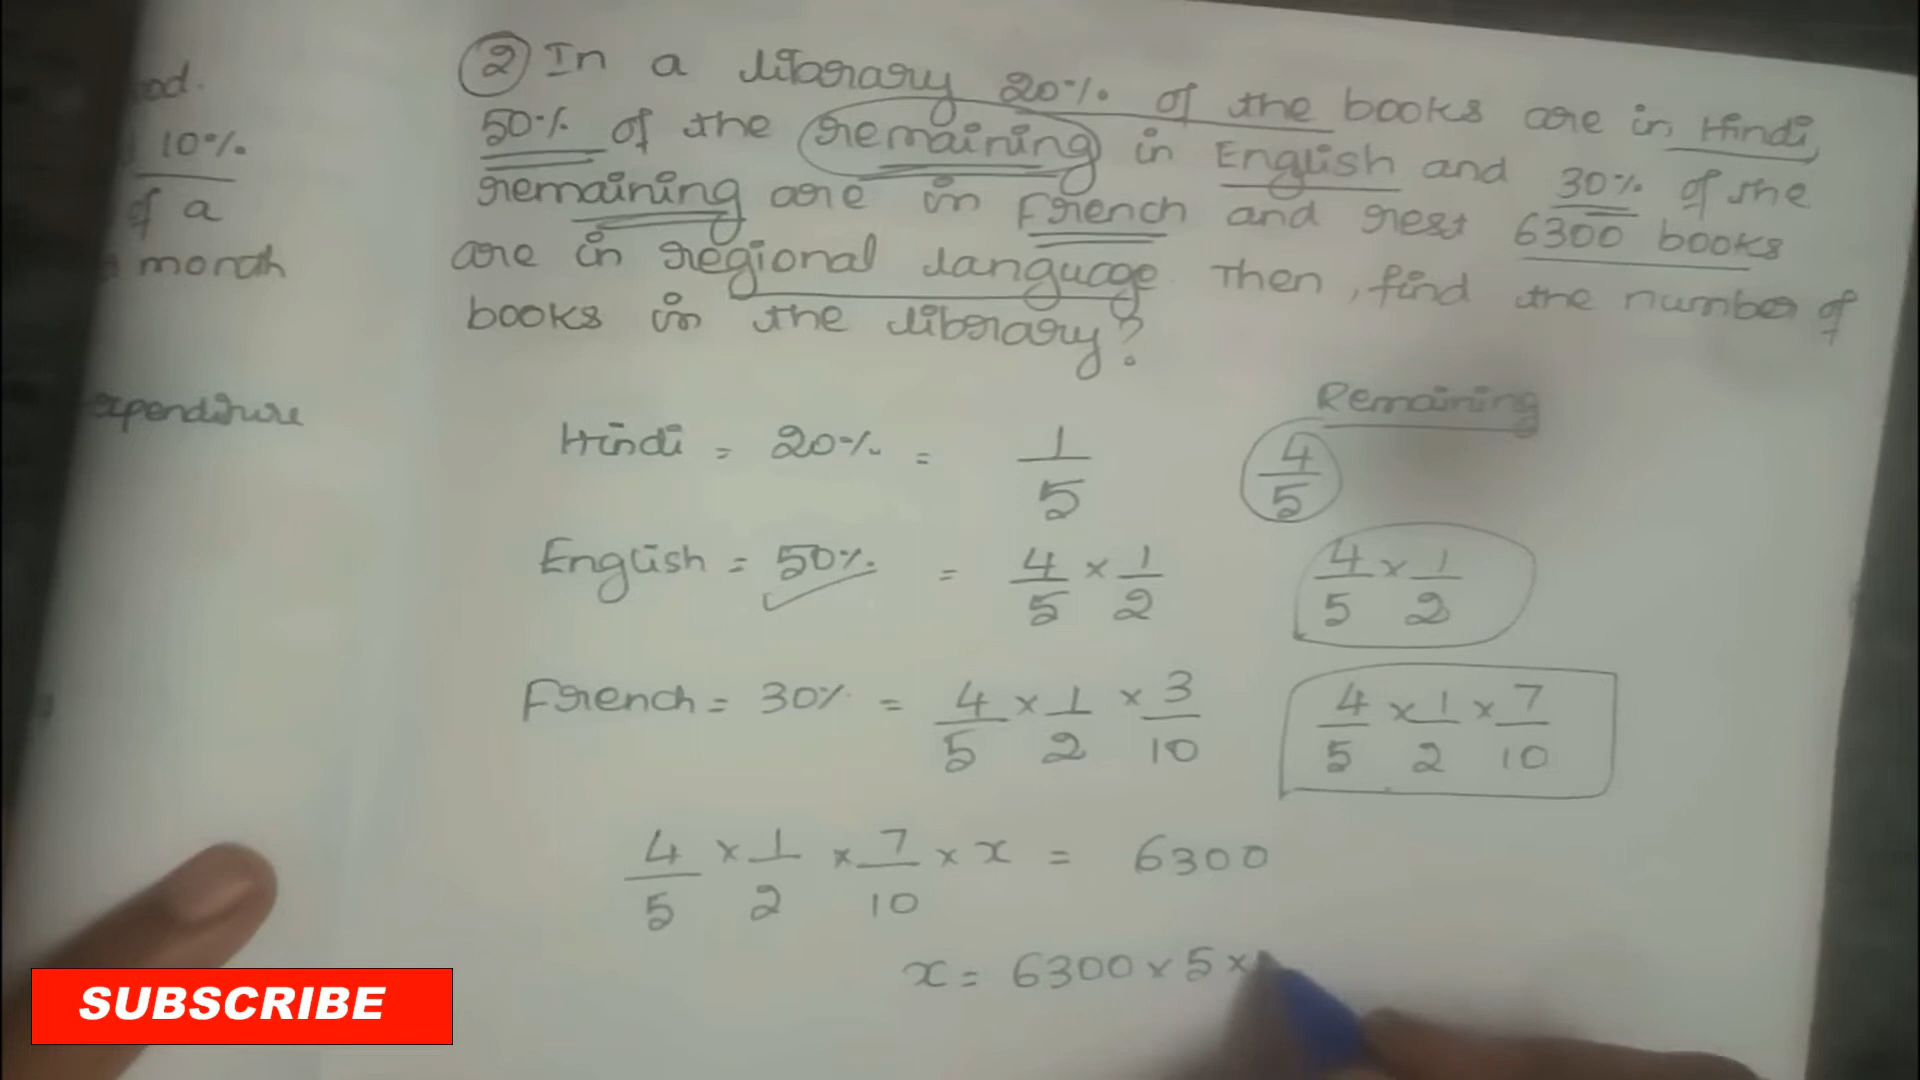 od.
10%
of a
month
expenditure
② In a library 20% of the books are in Hindi,
50% of the remaining in English and 30% of the
remaining are in French and rest 6300 books
are in regional language Then, find the number of
books in the library?
Remaining
Hindi = 20% = 1/5 4/5
English = 50% = 4/5 × 1/2 4/5 × 1/2
French = 30% = 4/5 × 1/2 × 3/10 4/5 × 1/2 × 7/10
4/5 × 1/2 × 7/10 × x = 6300
x = 6300 × 5 ×
SUBSCRIBE